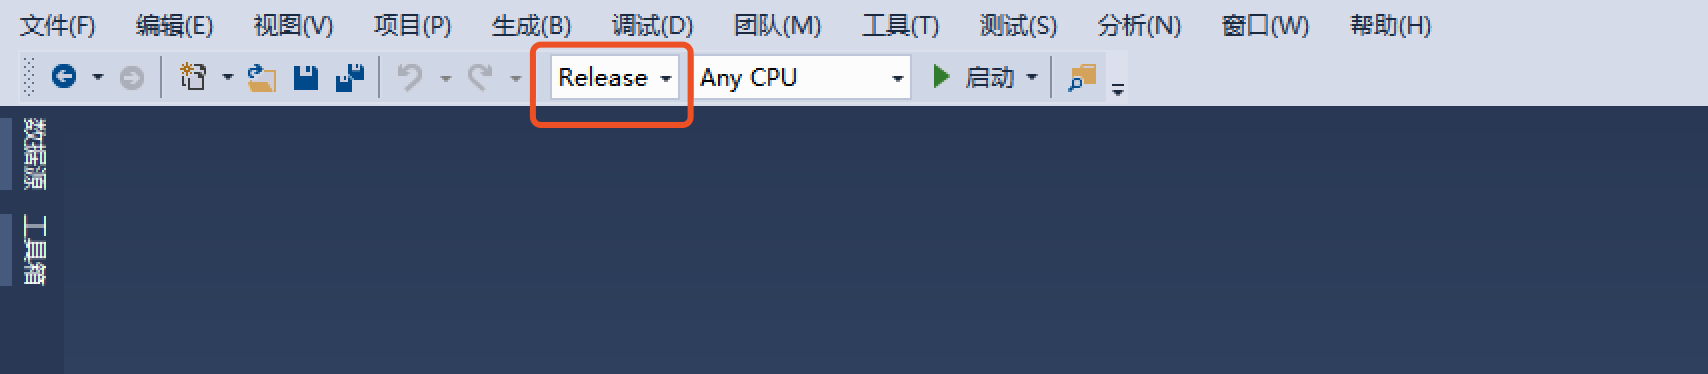 文件(F) 编辑(E) 视图(V) 项目(P) 生成(B) 调试(D) 团队(M) 工具(T) 测试(S) 分析(N) 窗口(W) 帮助(H)
Release Any CPU 启动
数据源
工具箱